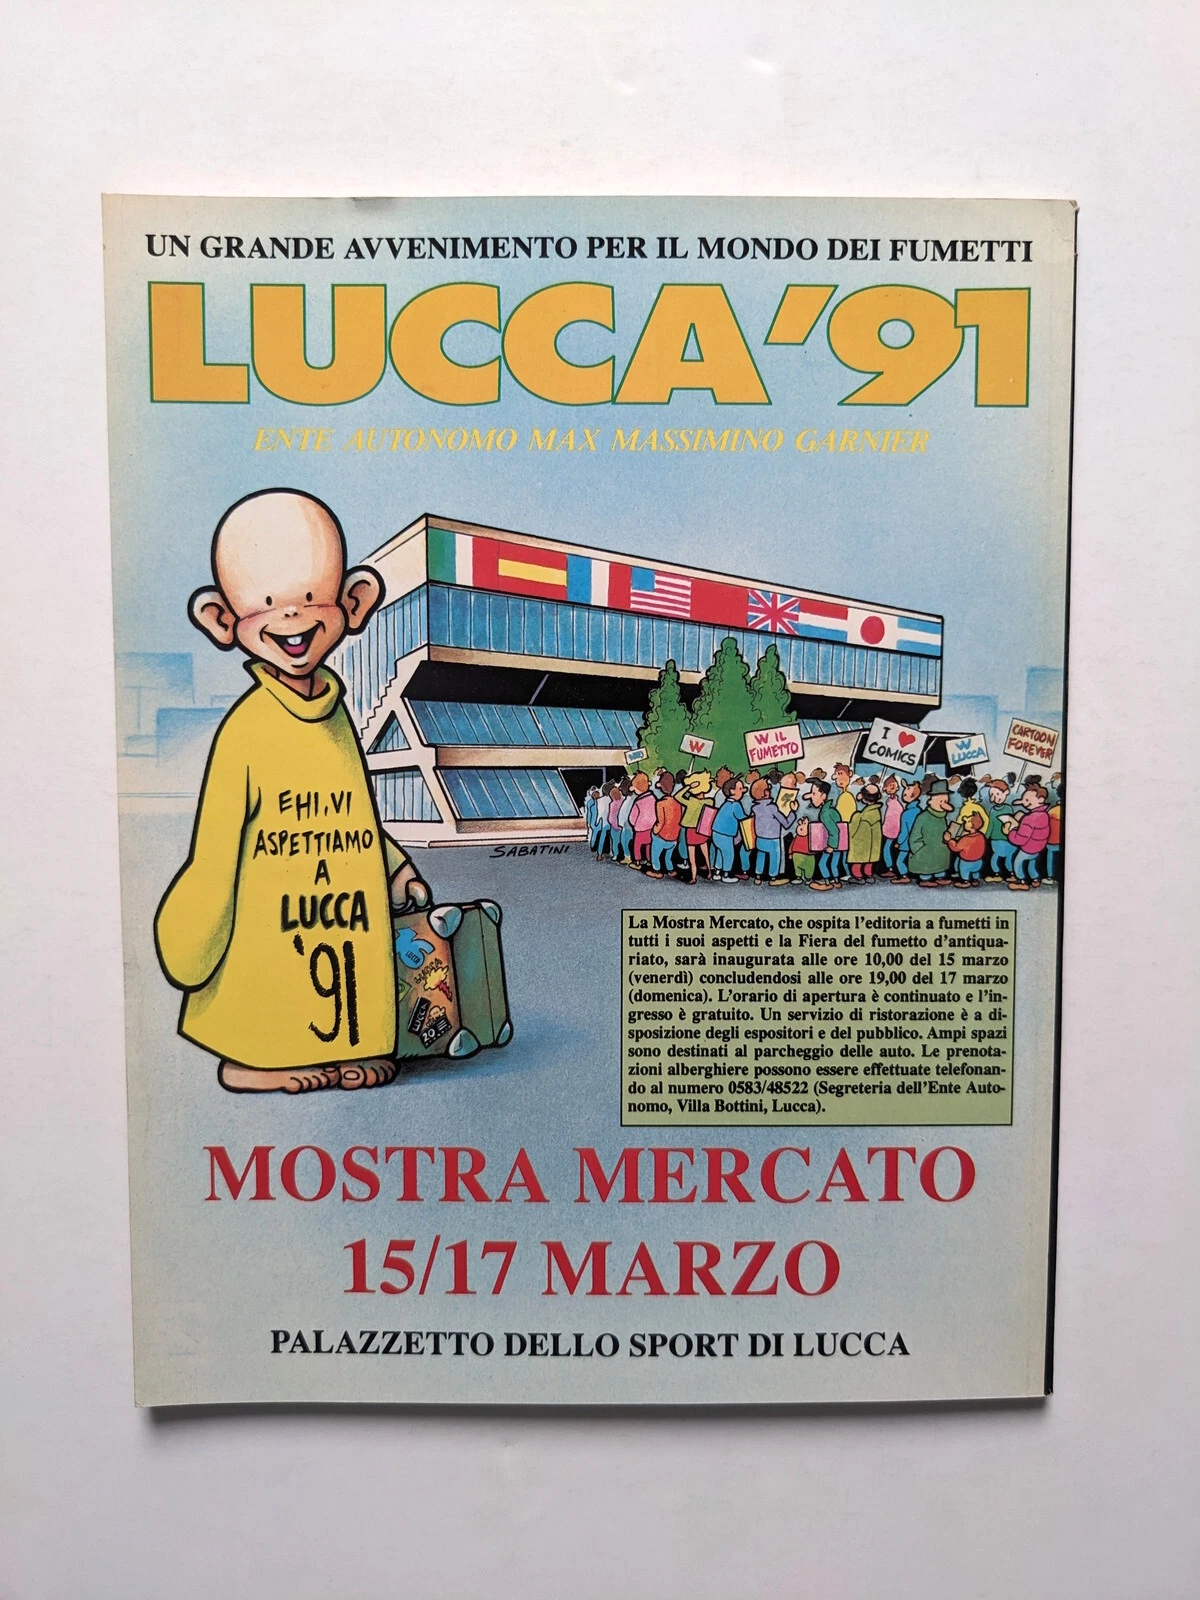 UN GRANDE AVVENIMENTO PER IL MONDO DEI FUMETTI
LUCCA '91
ENTE AUTONOMO MAX MASSIMINO GARNIER
W
W IL
FUMETTO
I ❤ COMICS
W
LUCCA
CARTOON
FOREVER
EHI, VI
ASPETTIAMO
A
LUCCA
'91
SABATINI
LUCCA
20
La Mostra Mercato, che ospita l'editoria a fumetti in
tutti i suoi aspetti e la Fiera del fumetto d'antiqua-
riato, sarà inaugurata alle ore 10,00 del 15 marzo
(venerdì) concludendosi alle ore 19,00 del 17 marzo
(domenica). L'orario di apertura è continuato e l'in-
gresso è gratuito. Un servizio di ristorazione è a di-
sposizione degli espositori e del pubblico. Ampi spazi
sono destinati al parcheggio delle auto. Le prenota-
zioni alberghiere possono essere effettuate telefonan-
do al numero 0583/48522 (Segreteria dell'Ente Auto-
nomo, Villa Bottini, Lucca).
MOSTRA MERCATO
15/17 MARZO
PALAZZETTO DELLO SPORT DI LUCCA